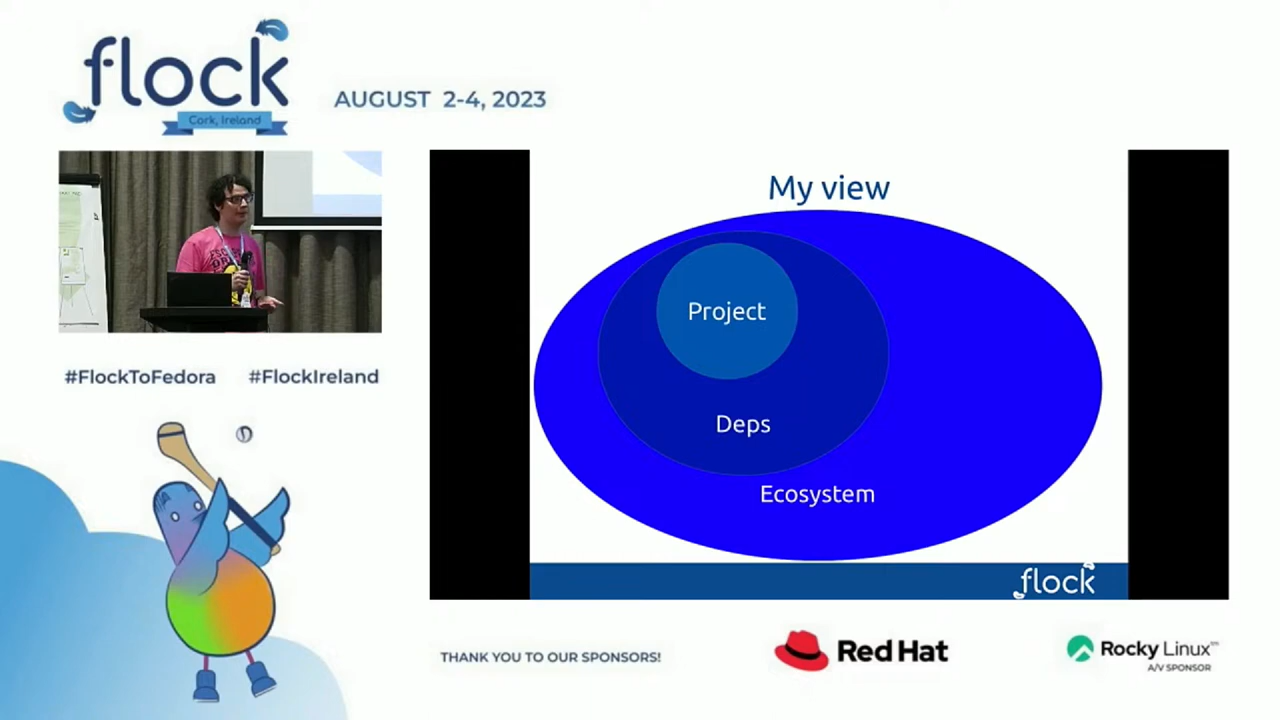 flock
Cork, Ireland
AUGUST 2-4, 2023
#FlockToFedora #FlockIreland
My view
Project
Deps
Ecosystem
flock
THANK YOU TO OUR SPONSORS!
Red Hat
Rocky Linux™
A/V SPONSOR